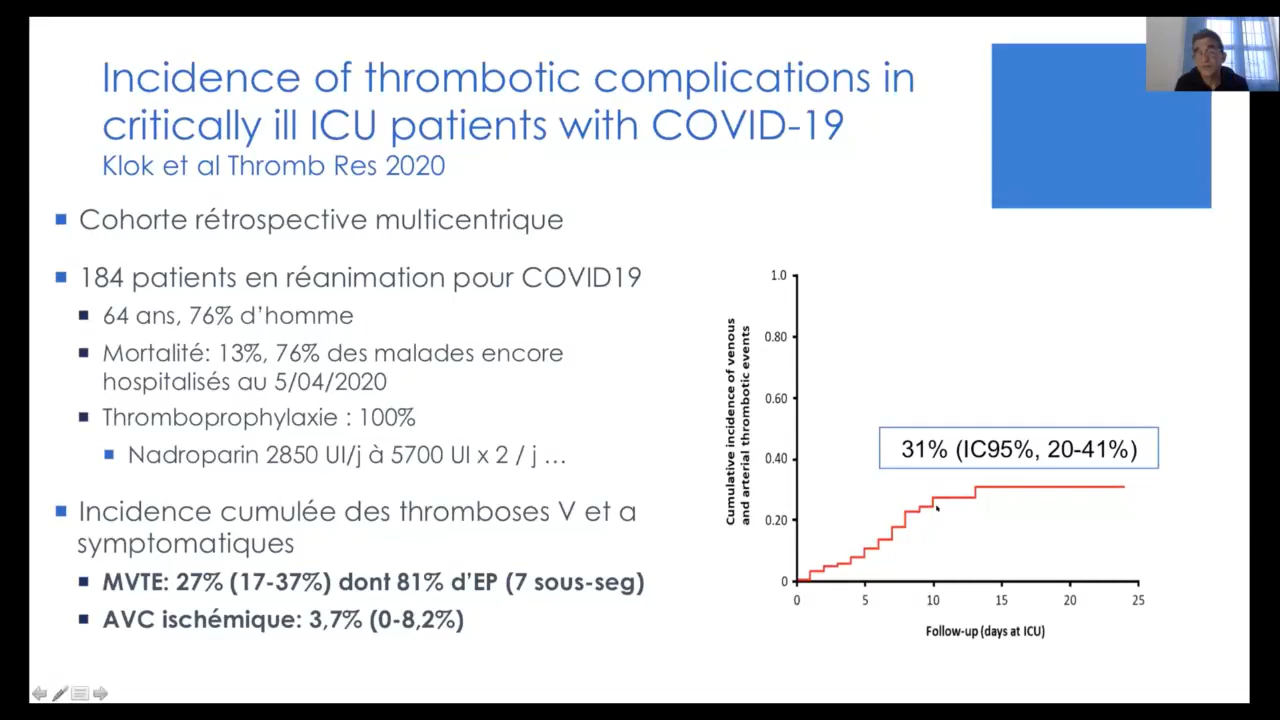 Incidence of thrombotic complications in
critically ill ICU patients with COVID-19
Klok et al Thromb Res 2020
Cohorte rétrospective multicentrique
184 patients en réanimation pour COVID19
64 ans, 76% d’homme
Mortalité: 13%, 76% des malades encore
hospitalisés au 5/04/2020
Thromboprophylaxie : 100%
Nadroparin 2850 UI/j à 5700 UI x 2 / j …
Incidence cumulée des thromboses V et a
symptomatiques
MVTE: 27% (17-37%) dont 81% d’EP (7 sous-seg)
AVC ischémique: 3,7% (0-8,2%)
Cumulative incidence of venous
and arterial thrombotic events
1.0
0.80
0.60
0.40
0.20
0
31% (IC95%, 20-41%)
0 5 10 15 20 25
Follow-up (days at ICU)